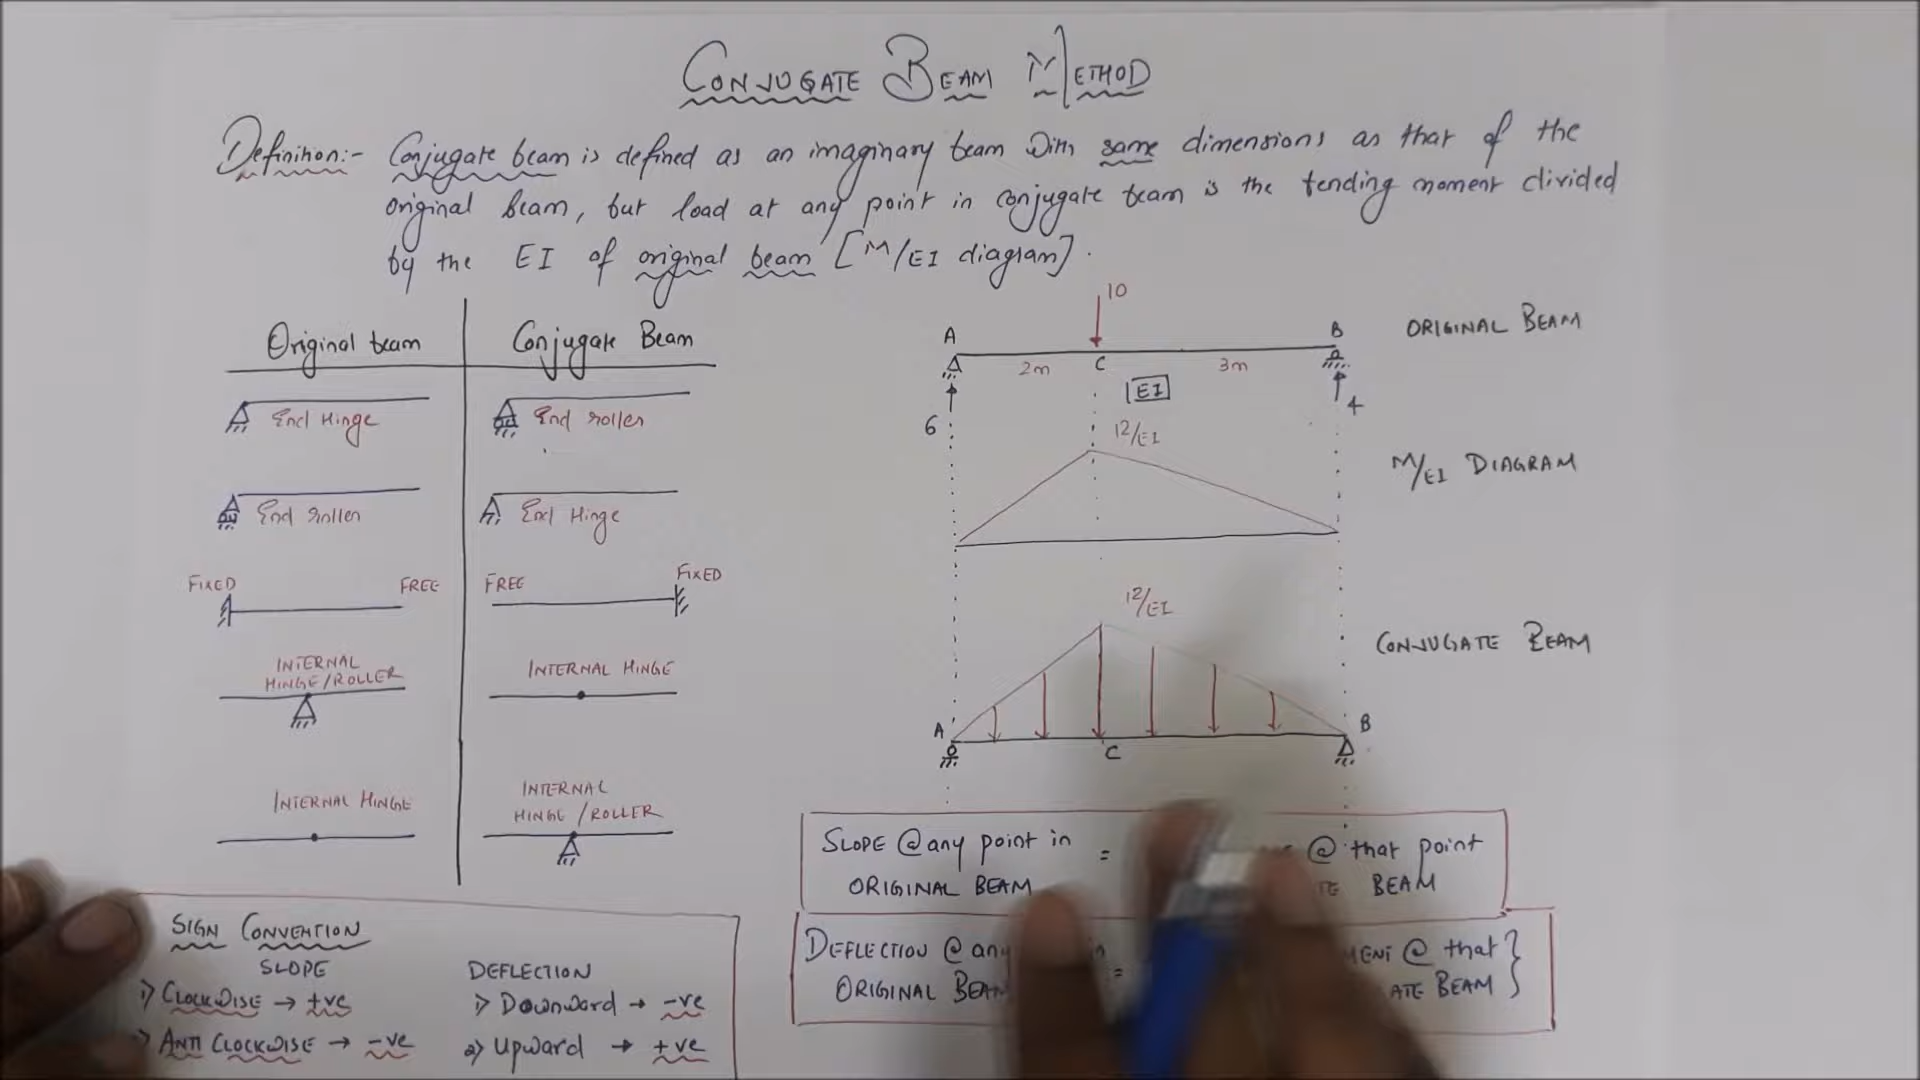 CONJUGATE BEAM METHOD
Definition:- Conjugate beam is defined as an imaginary beam with same dimensions as that of the
original beam, but load at any point in conjugate beam is the bending moment divided
by the EI of original beam [M/EI diagram].
Original beam
Conjugate Beam
End Hinge
End roller
End roller
End Hinge
FIXED
FREE
FREE
FIXED
INTERNAL
HINGE/ROLLER
INTERNAL HINGE
INTERNAL HINGE
INTERNAL
HINGE/ROLLER
10
A
B
ORIGINAL BEAM
2m
C
3m
EI
6
4
12/EI
M/EI DIAGRAM
12/EI
CONJUGATE BEAM
A
C
B
SLOPE @ any point in
ORIGINAL BEAM
=
@ that point
BEAM
DEFLECTION @ any
ORIGINAL BEAM
=
@ that
BEAM
SIGN CONVENTION
SLOPE
1) CLOCKWISE → +ve
ANTI CLOCKWISE → -ve
DEFLECTION
1) Downward → -ve
2) Upward → +ve